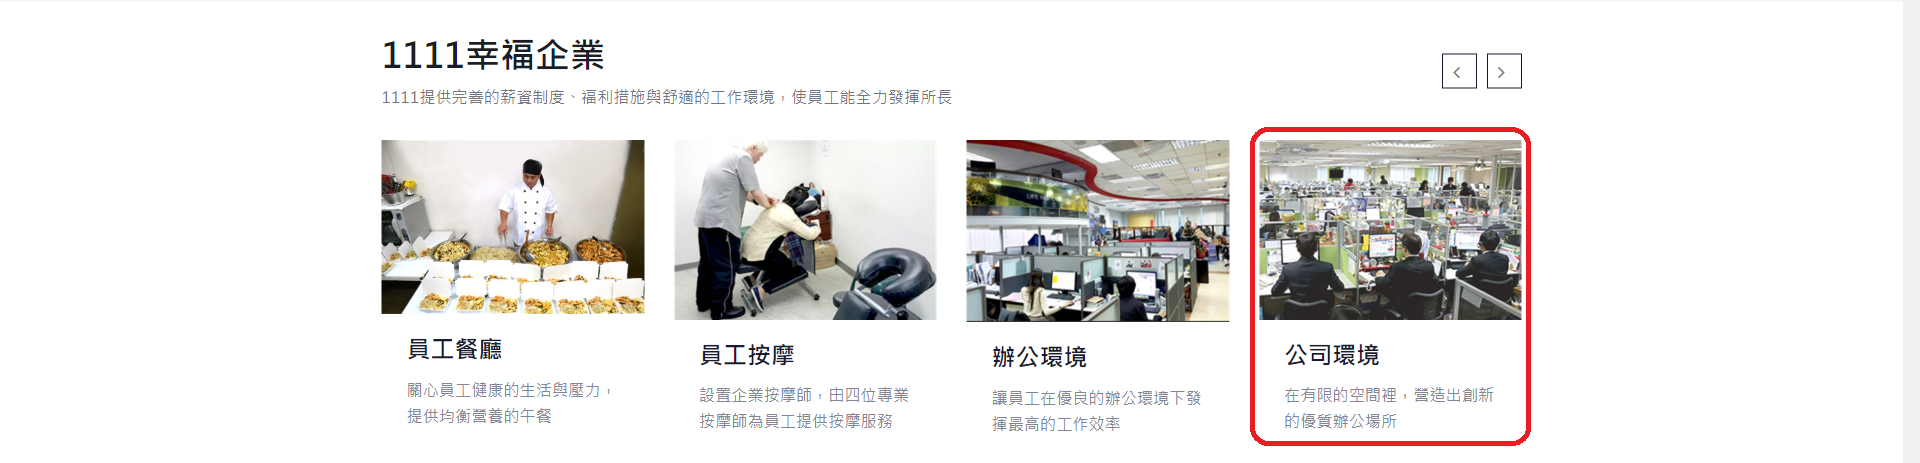 1111幸福企業
1111提供完善的薪資制度、福利措施與舒適的工作環境，使員工能全力發揮所長
員工餐廳
關心員工健康的生活與壓力，
提供均衡營養的午餐
員工按摩
設置企業按摩師，由四位專業
按摩師為員工提供按摩服務
辦公環境
讓員工在優良的辦公環境下發
揮最高的工作效率
公司環境
在有限的空間裡，營造出創新
的優質辦公場所